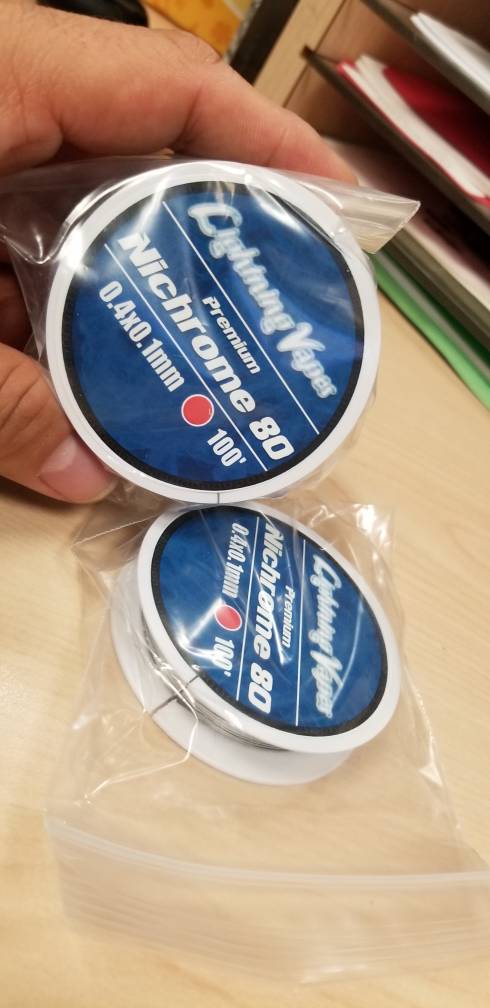 Lightning Vapes
Premium
Nichrome 80
0.4x0.1mm 100'
Lightning Vapes
Premium
Nichrome 80
0.4x0.1mm 100'